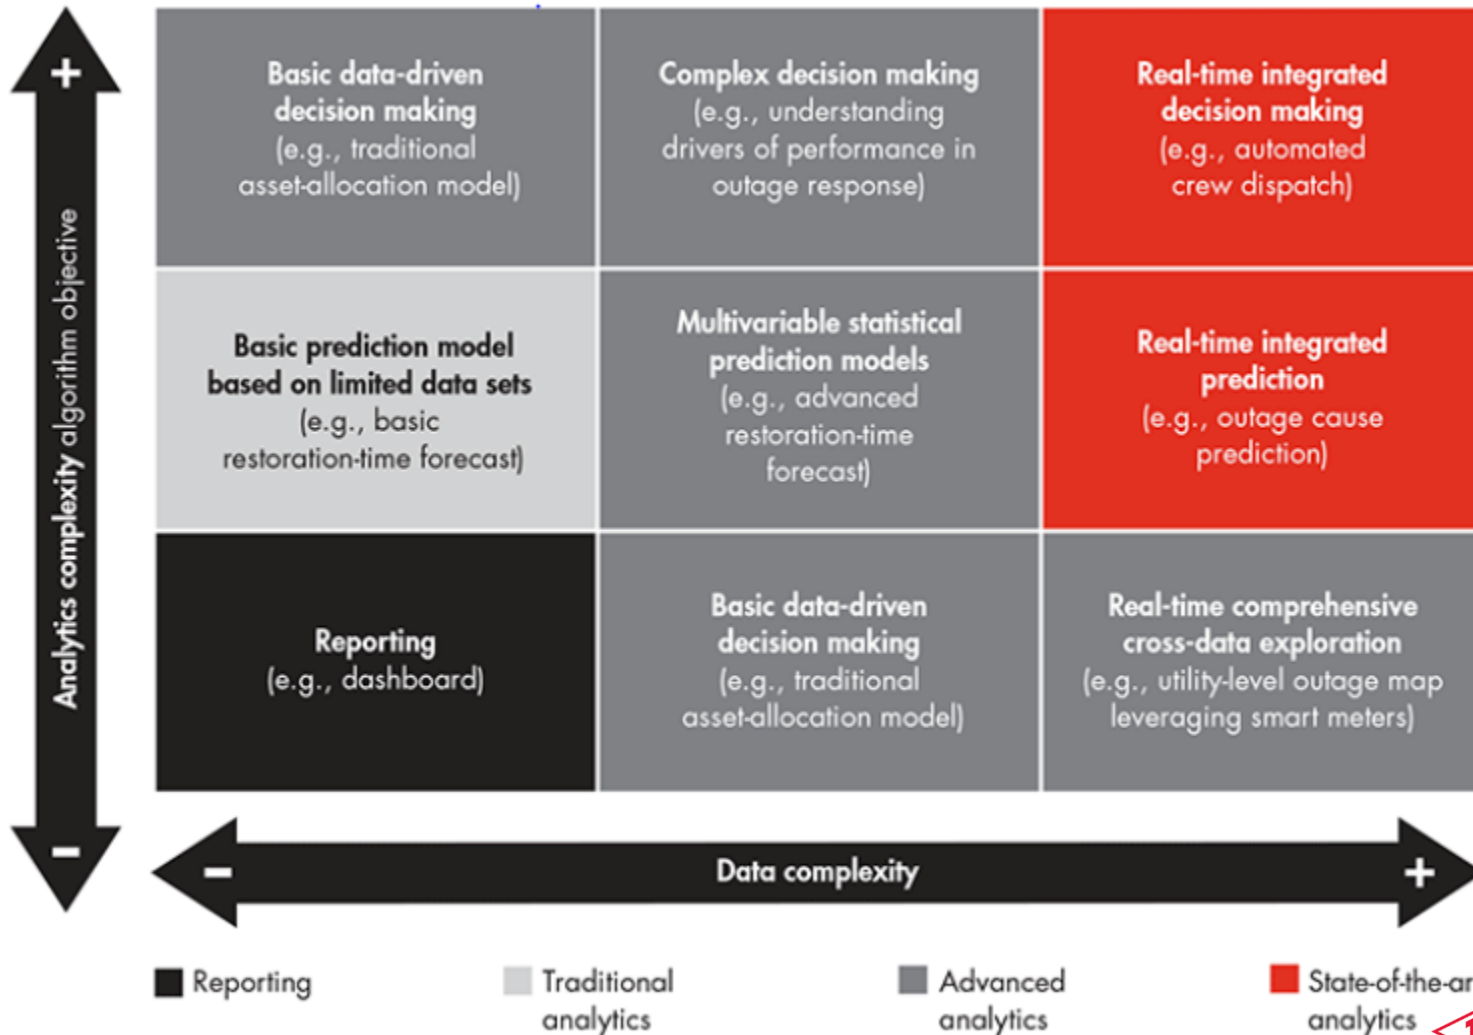 +
Analytics complexity algorithm objective
−
Basic data-driven
decision making
(e.g., traditional
asset-allocation model)
Complex decision making
(e.g., understanding
drivers of performance in
outage response)
Real-time integrated
decision making
(e.g., automated
crew dispatch)
Basic prediction model
based on limited data sets
(e.g., basic
restoration-time forecast)
Multivariable statistical
prediction models
(e.g., advanced
restoration-time
forecast)
Real-time integrated
prediction
(e.g., outage cause
prediction)
Reporting
(e.g., dashboard)
Basic data-driven
decision making
(e.g., traditional
asset-allocation model)
Real-time comprehensive
cross-data exploration
(e.g., utility-level outage map
leveraging smart meters)
− Data complexity +
Reporting
Traditional
analytics
Advanced
analytics
State-of-the-ar
analytics